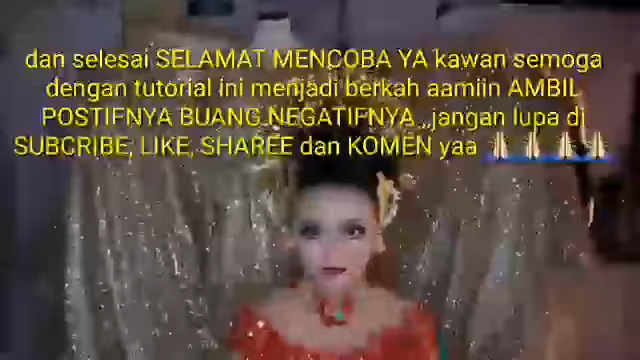 dan selesai SELAMAT MENCOBA YA kawan semoga
dengan tutorial ini menjadi berkah aamiin AMBIL
POSTIFNYA BUANG NEGATIFNYA ,,jangan lupa di
SUBCRIBE, LIKE, SHAREE dan KOMEN yaa 🙏🙏🙏🙏